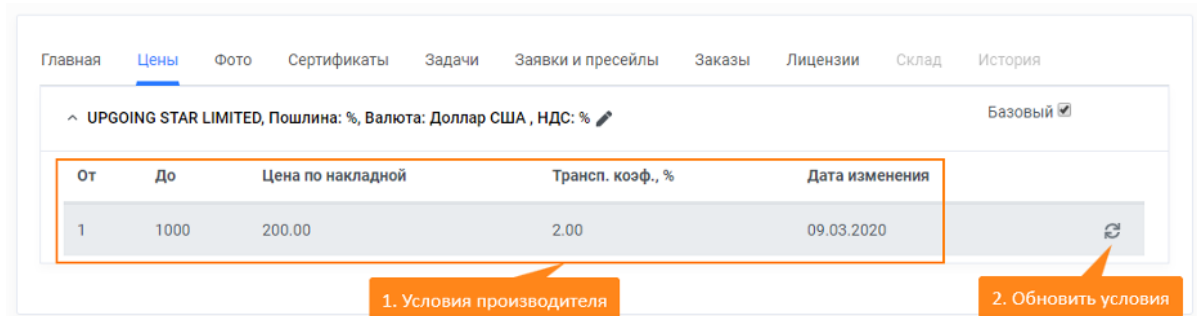 Главная Цены Фото Сертификаты Задачи Заявки и пресейлы Заказы Лицензии Склад История
UPGOING STAR LIMITED, Пошлина: %, Валюта: Доллар США , НДС: % Базовый
От До Цена по накладной Трансп. коэф., % Дата изменения
1 1000 200.00 2.00 09.03.2020
1. Условия производителя 2. Обновить условия